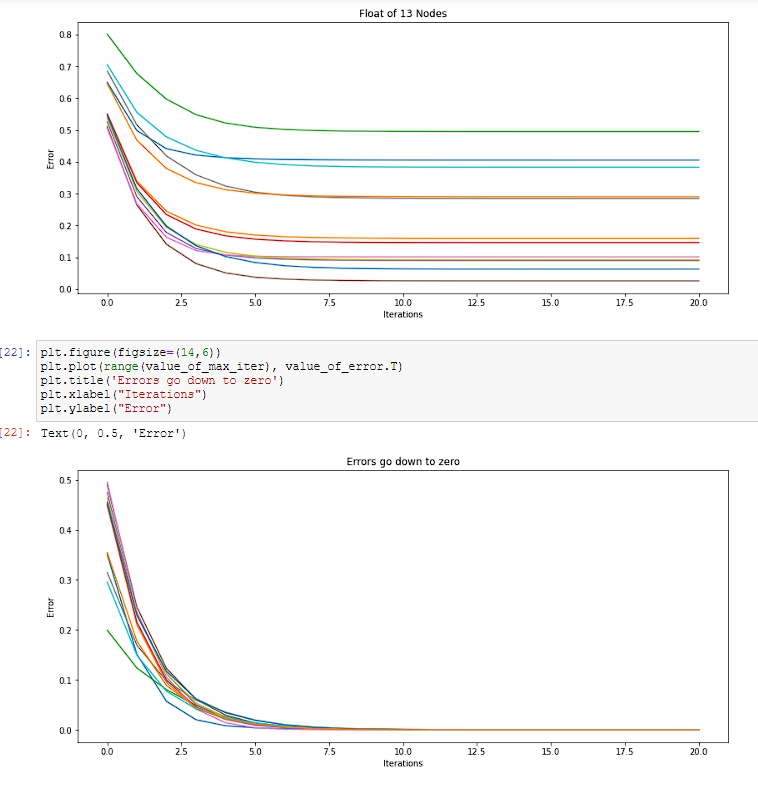 Float of 13 Nodes
0.8
0.7
0.6
0.5
0.4
0.3
0.2
0.1
0.0
Error
0.0 2.5 5.0 7.5 10.0 12.5 15.0 17.5 20.0
Iterations
[22]: plt.figure(figsize=(14,6))
plt.plot(range(value_of_max_iter), value_of_error.T)
plt.title('Errors go down to zero')
plt.xlabel("Iterations")
plt.ylabel("Error")
[22]: Text(0, 0.5, 'Error')
Errors go down to zero
0.5
0.4
0.3
0.2
0.1
0.0
Error
0.0 2.5 5.0 7.5 10.0 12.5 15.0 17.5 20.0
Iterations